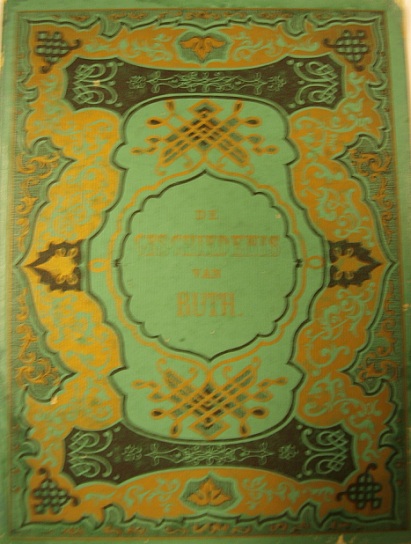 DE
GESCHIEDENIS
VAN
RUTH.